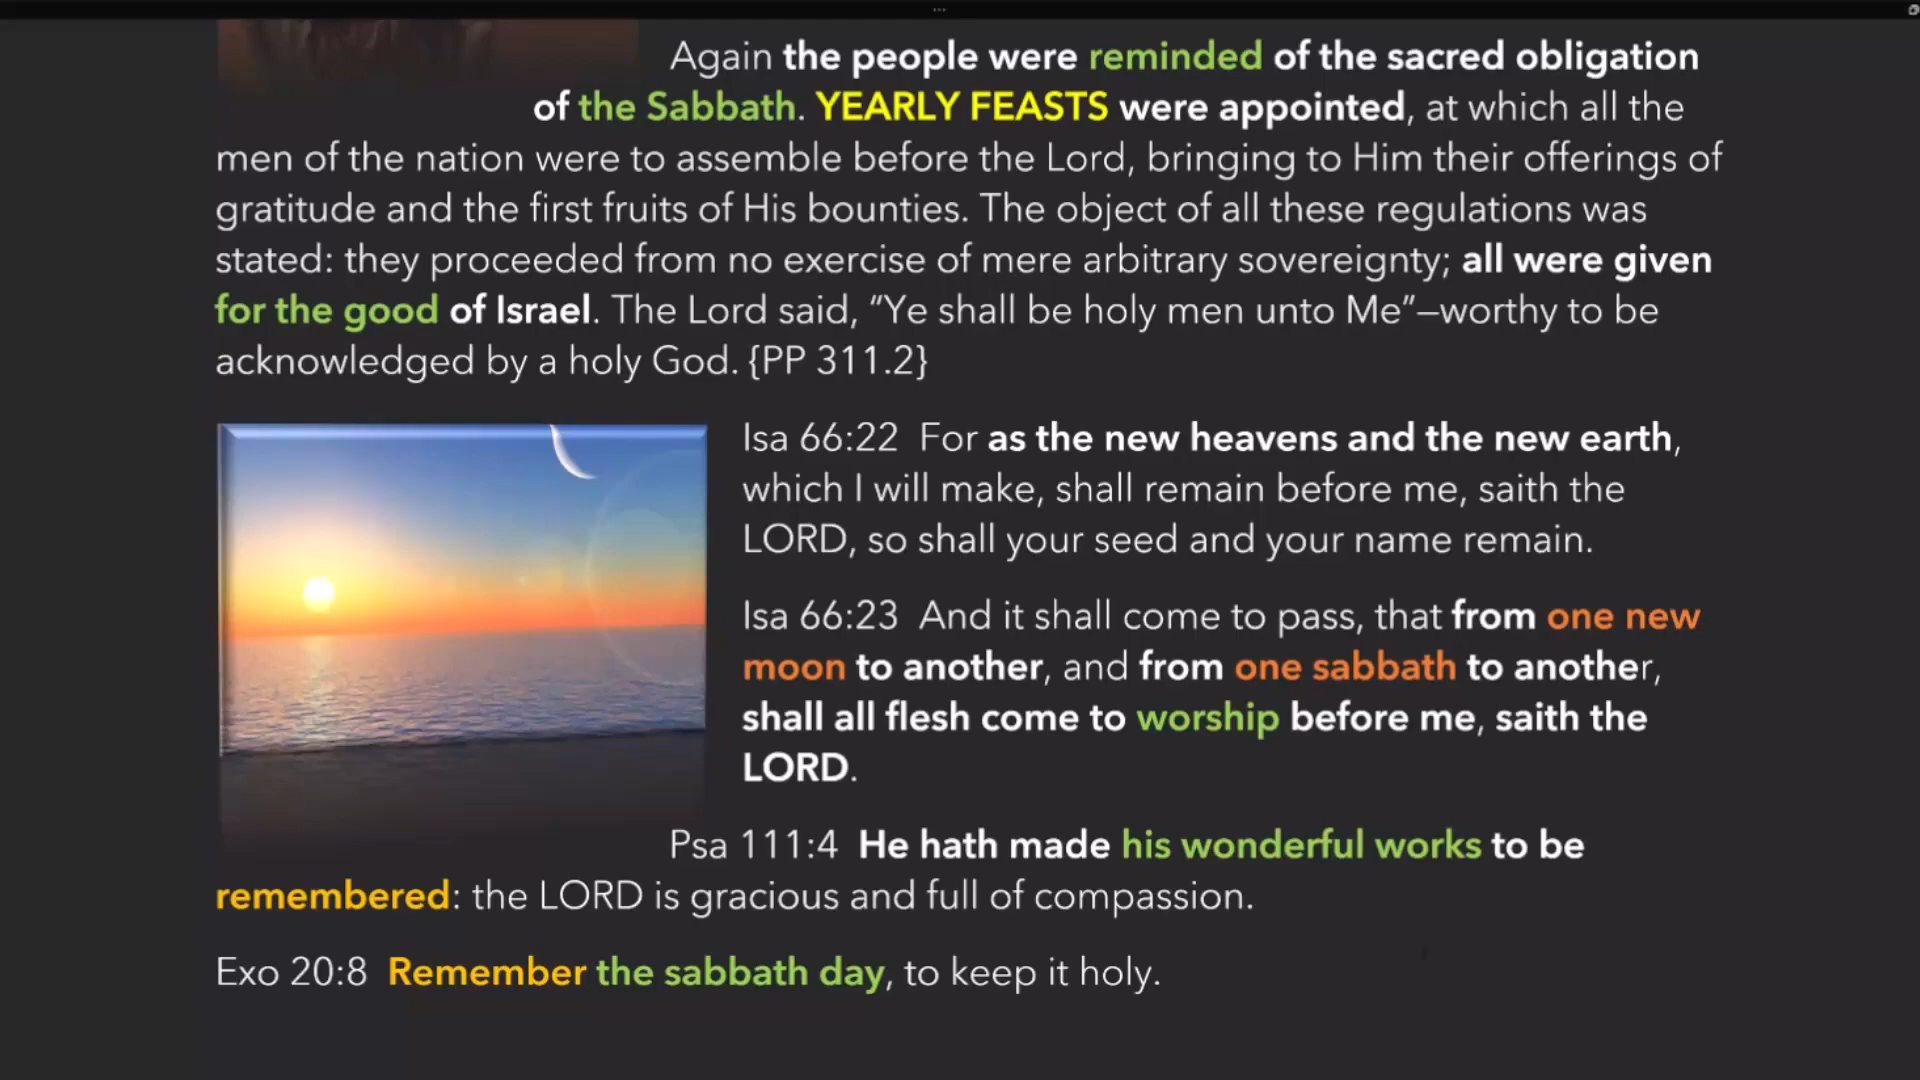 Again the people were reminded of the sacred obligation
of the Sabbath. YEARLY FEASTS were appointed, at which all the
men of the nation were to assemble before the Lord, bringing to Him their offerings of
gratitude and the first fruits of His bounties. The object of all these regulations was
stated: they proceeded from no exercise of mere arbitrary sovereignty; all were given
for the good of Israel. The Lord said, “Ye shall be holy men unto Me”—worthy to be
acknowledged by a holy God. {PP 311.2}
Isa 66:22 For as the new heavens and the new earth,
which I will make, shall remain before me, saith the
LORD, so shall your seed and your name remain.
Isa 66:23 And it shall come to pass, that from one new
moon to another, and from one sabbath to another,
shall all flesh come to worship before me, saith the
LORD.
Psa 111:4 He hath made his wonderful works to be
remembered: the LORD is gracious and full of compassion.
Exo 20:8 Remember the sabbath day, to keep it holy.